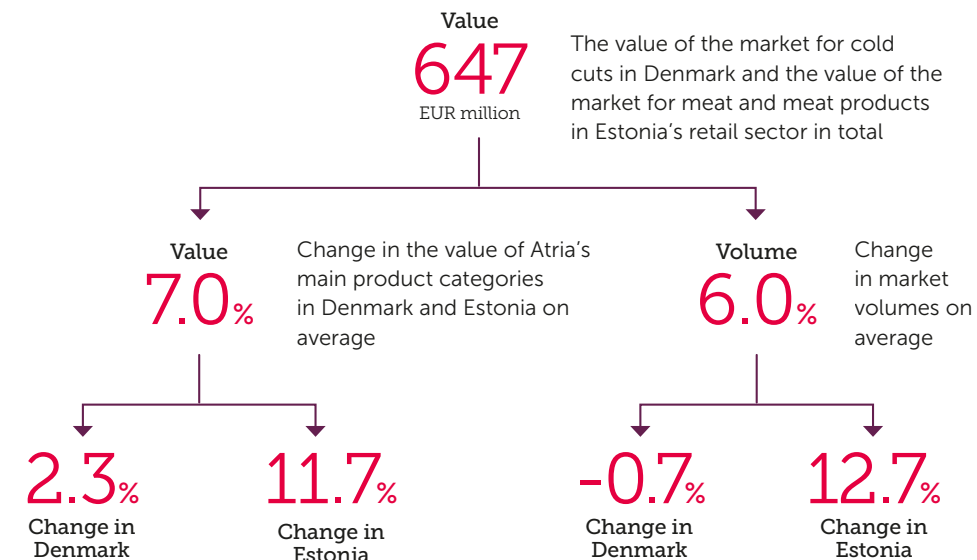 Value
647
EUR million
The value of the market for cold
cuts in Denmark and the value of the
market for meat and meat products
in Estonia's retail sector in total
Value
7.0%
Change in the value of Atria's
main product categories
in Denmark and Estonia on
average
Volume
6.0%
Change
in market
volumes on
average
2.3%
Change in
Denmark
11.7%
Change in
Estonia
-0.7%
Change in
Denmark
12.7%
Change in
Estonia